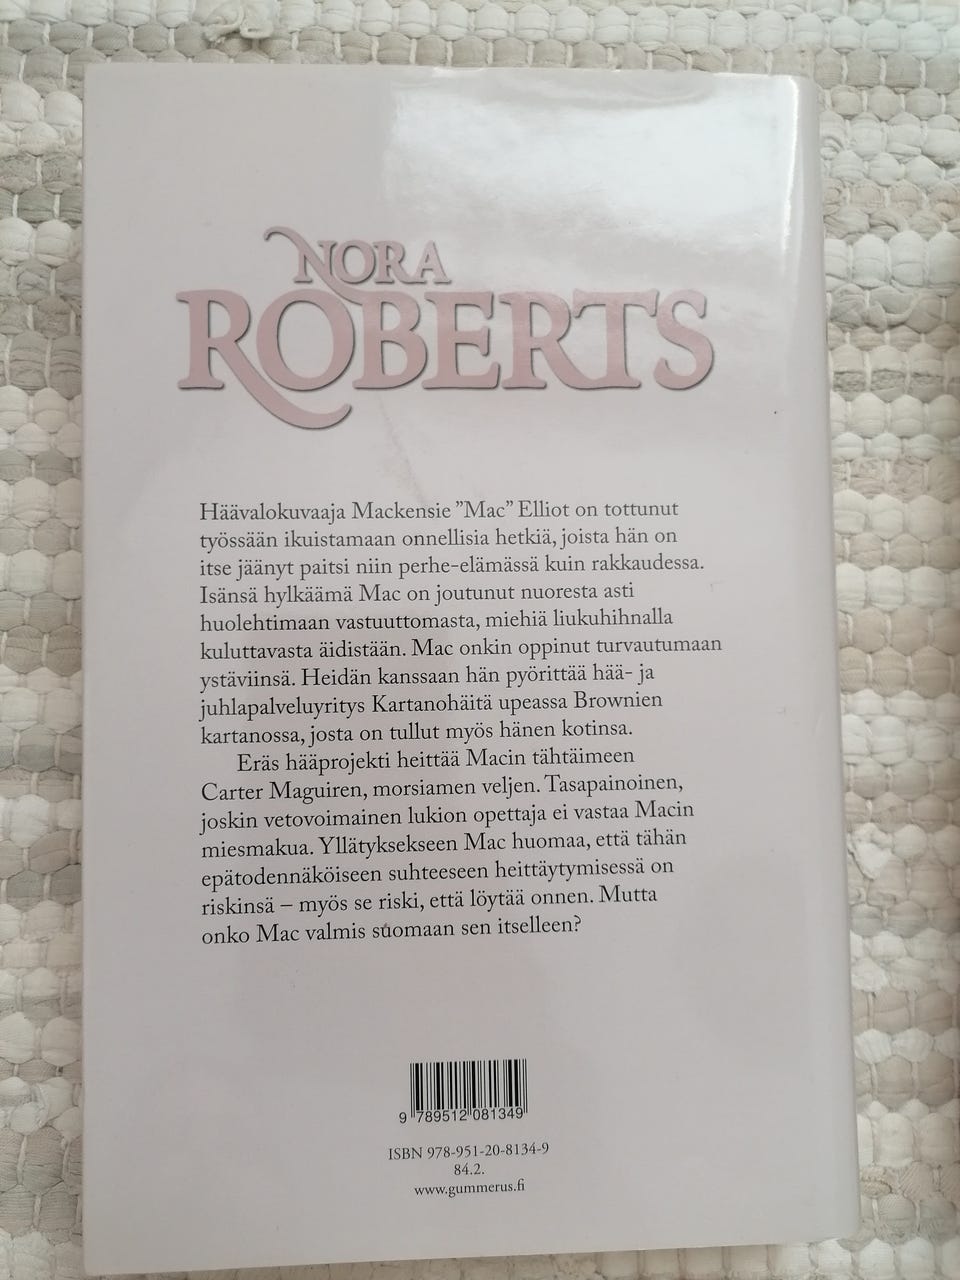 NORA
ROBERTS
Häävalokuvaaja Mackensie ”Mac” Elliot on tottunut
työssään ikuistamaan onnellisia hetkiä, joista hän on
itse jäänyt paitsi niin perhe-elämässä kuin rakkaudessa.
Isänsä hylkäämä Mac on joutunut nuoresta asti
huolehtimaan vastuuttomasta, miehiä liukuhihnalla
kuluttavasta äidistään. Mac onkin oppinut turvautumaan
ystäviinsä. Heidän kanssaan hän pyörittää hää- ja
juhlapalveluyritys Kartanohäitä upeassa Brownien
kartanossa, josta on tullut myös hänen kotinsa.
Eräs hääprojekti heittää Macin tähtäimeen
Carter Maguiren, morsiamen veljen. Tasapainoinen,
joskin vetovoimainen lukion opettaja ei vastaa Macin
miesmakua. Yllätyksekseen Mac huomaa, että tähän
epätodennäköiseen suhteeseen heittäytymisessä on
riskinsä – myös se riski, että löytää onnen. Mutta
onko Mac valmis suomaan sen itselleen?
9 789512 081349
ISBN 978-951-20-8134-9
84.2.
www.gummerus.fi